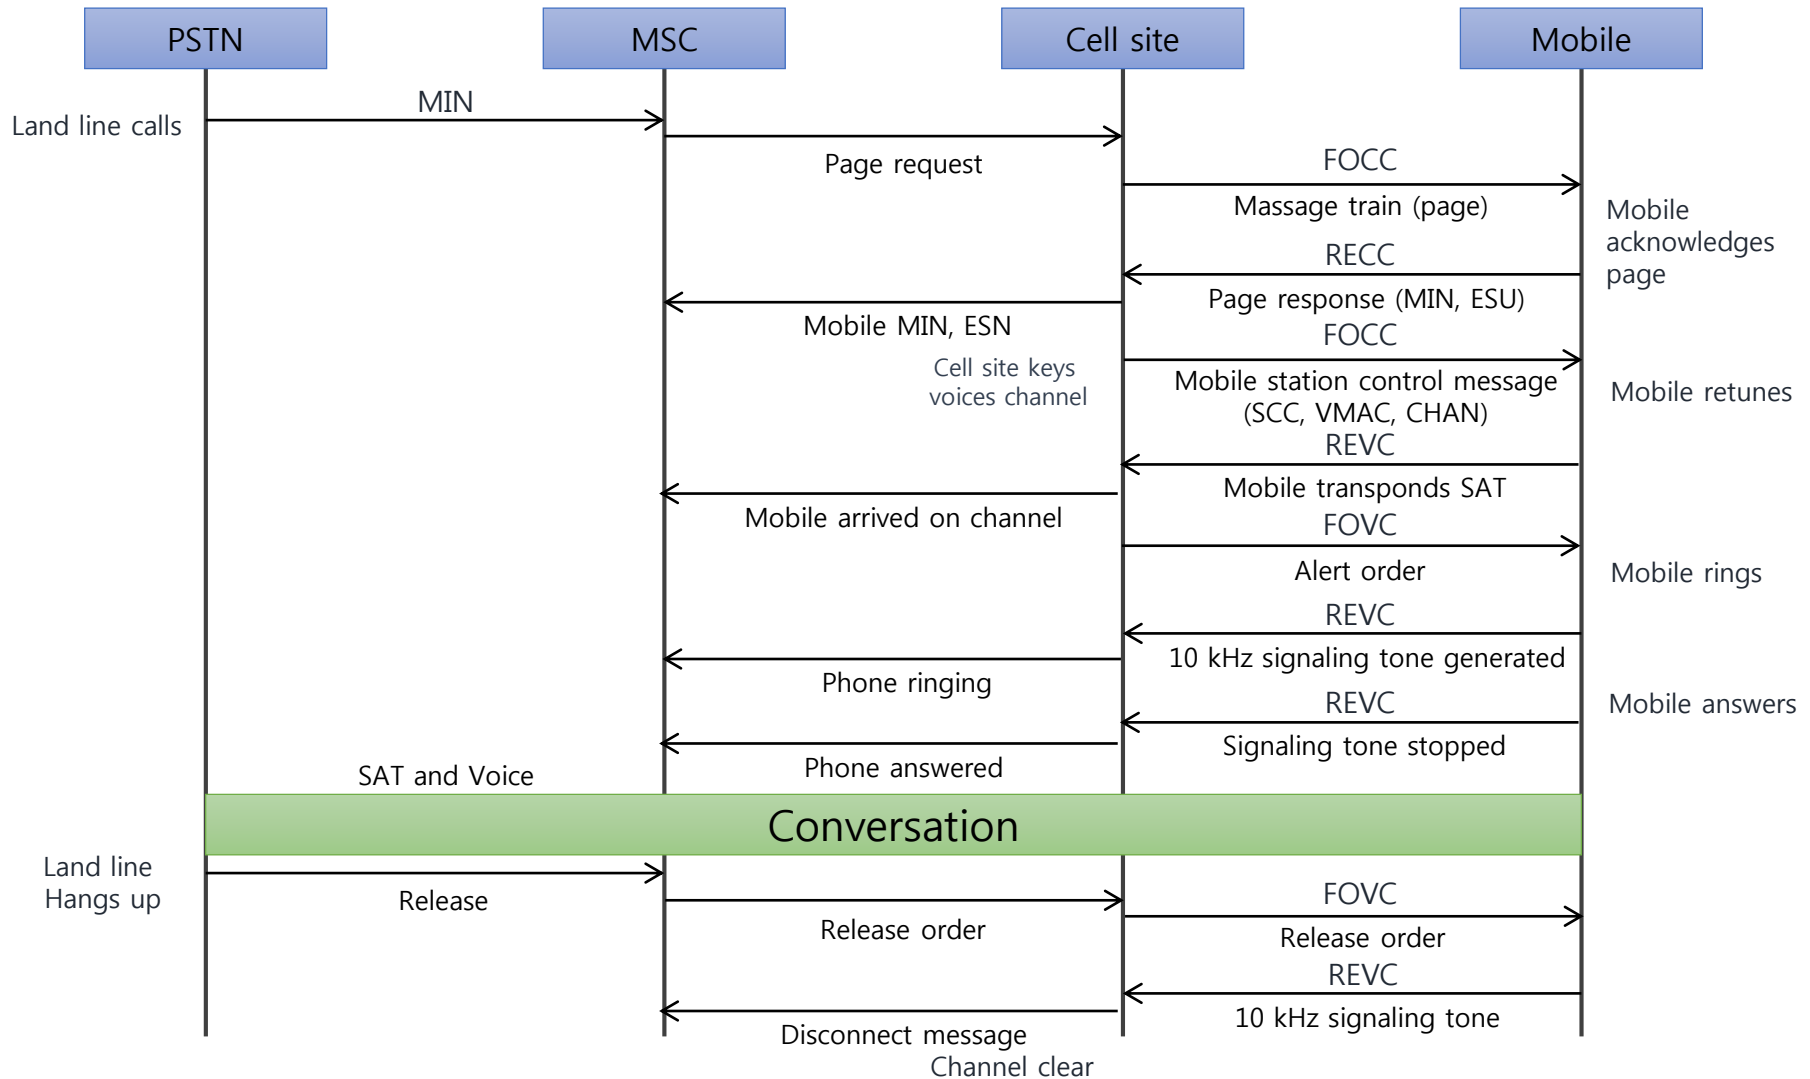 PSTN
MSC
Cell site
Mobile
MIN
Land line calls
Page request
FOCC
Massage train (page)
Mobile
acknowledges
page
RECC
Page response (MIN, ESU)
Mobile MIN, ESN
FOCC
Cell site keys
voices channel
Mobile station control message
(SCC, VMAC, CHAN)
Mobile retunes
REVC
Mobile transponds SAT
Mobile arrived on channel
FOVC
Alert order
Mobile rings
REVC
10 kHz signaling tone generated
Phone ringing
REVC
Mobile answers
Signaling tone stopped
Phone answered
SAT and Voice
Conversation
Land line
Hangs up
Release
Release order
FOVC
Release order
REVC
10 kHz signaling tone
Disconnect message
Channel clear